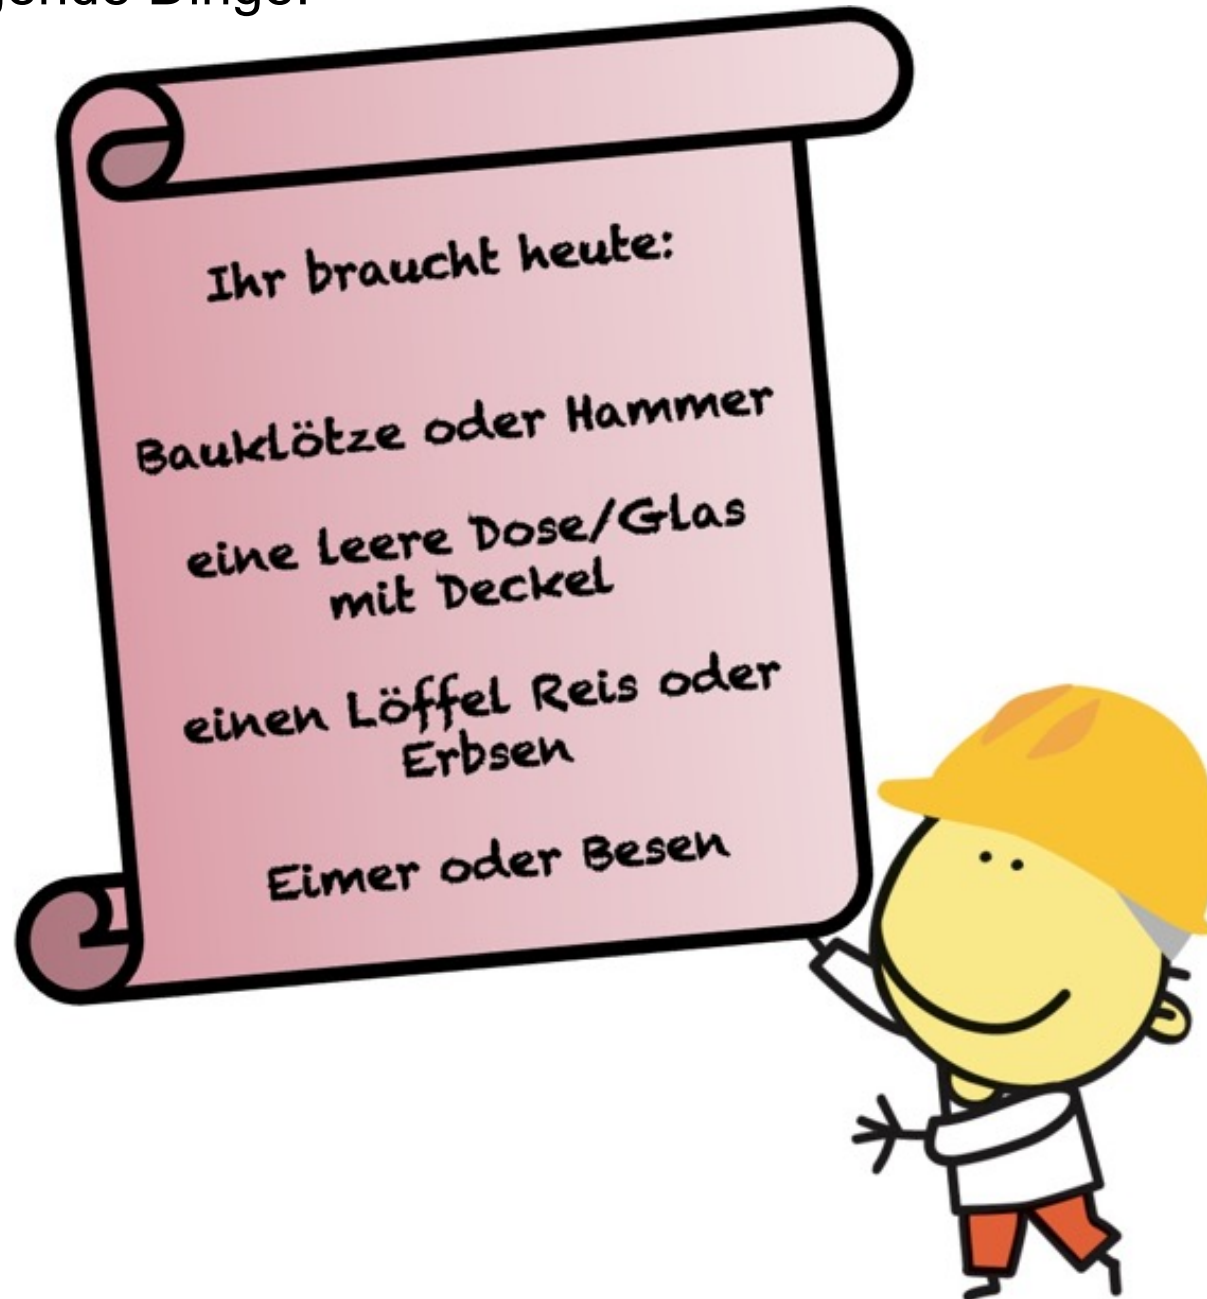 Ihr braucht heute:
Bauklötze oder Hammer
eine leere Dose/Glas
mit Deckel
einen Löffel Reis oder
Erbsen
Eimer oder Besen